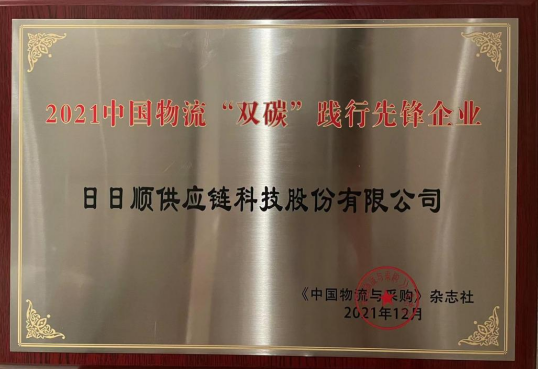 2021中国物流“双碳”践行先锋企业
日日顺供应链科技股份有限公司
《中国物流与采购》杂志社
2021年12月